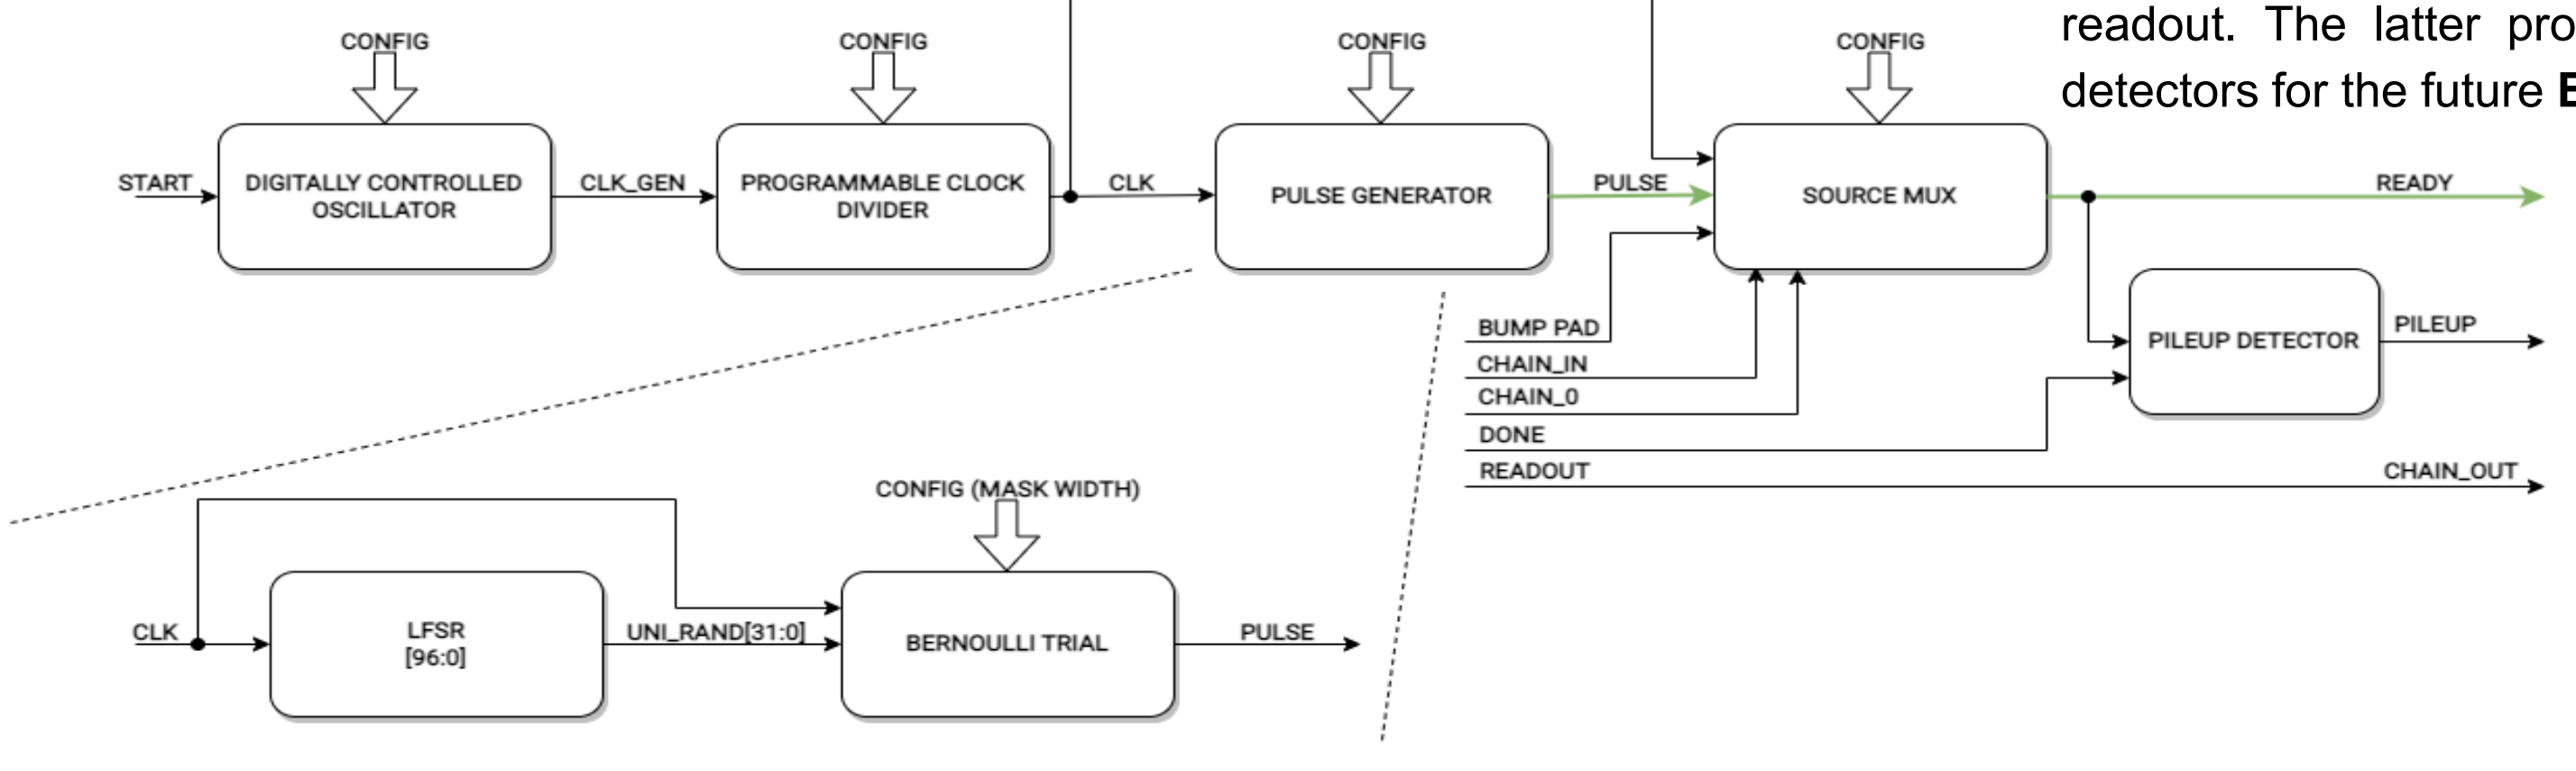 readout. The latter pro
detectors for the future E
CONFIG
CONFIG
CONFIG
CONFIG
START
DIGITALLY CONTROLLED
OSCILLATOR
CLK_GEN
PROGRAMMABLE CLOCK
DIVIDER
CLK
PULSE GENERATOR
PULSE
SOURCE MUX
READY
BUMP PAD
CHAIN_IN
CHAIN_0
DONE
READOUT
PILEUP DETECTOR
PILEUP
CHAIN_OUT
CONFIG (MASK WIDTH)
CLK
LFSR
[96:0]
UNI_RAND[31:0]
BERNOULLI TRIAL
PULSE